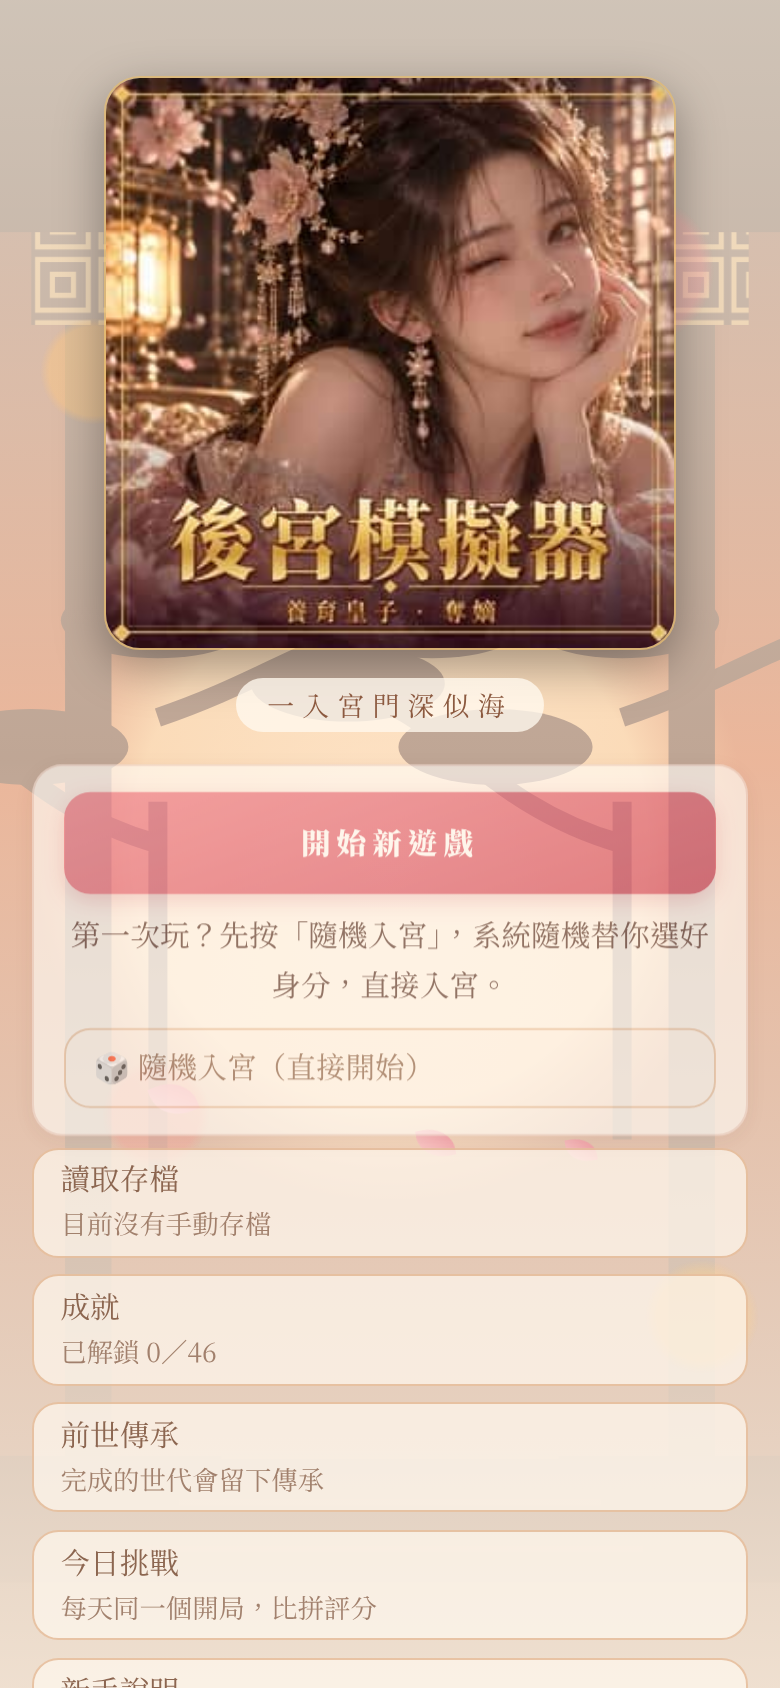 後宮模擬器
養育皇子·奪嫡
一入宮門深似海
開始新遊戲
第一次玩？先按「隨機入宮」，系統隨機替你選好
身分，直接入宮。
🎲 隨機入宮（直接開始）
讀取存檔
目前沒有手動存檔
成就
已解鎖 0／46
前世傳承
完成的世代會留下傳承
今日挑戰
每天同一個開局，比拼評分
新手說明